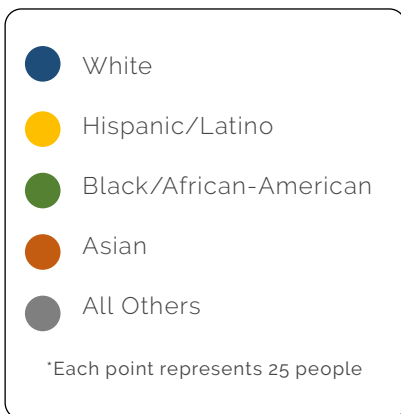 White
Hispanic/Latino
Black/African-American
Asian
All Others
*Each point represents 25 people